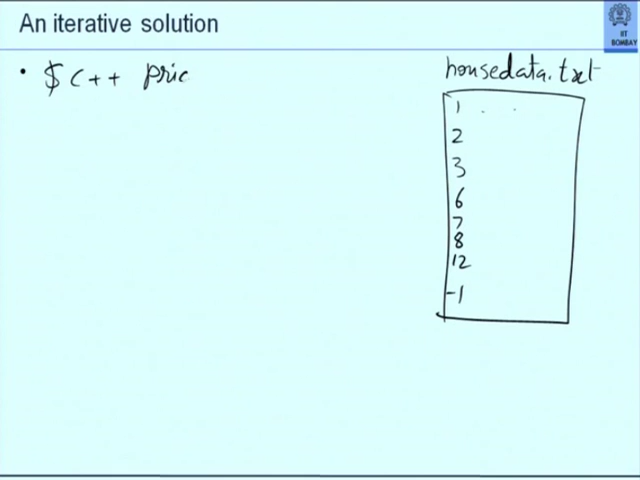 An iterative solution
IIT
BOMBAY
• $ c++ pric
housedata.txt
1 . .
2
3
6
7
8
12
-1